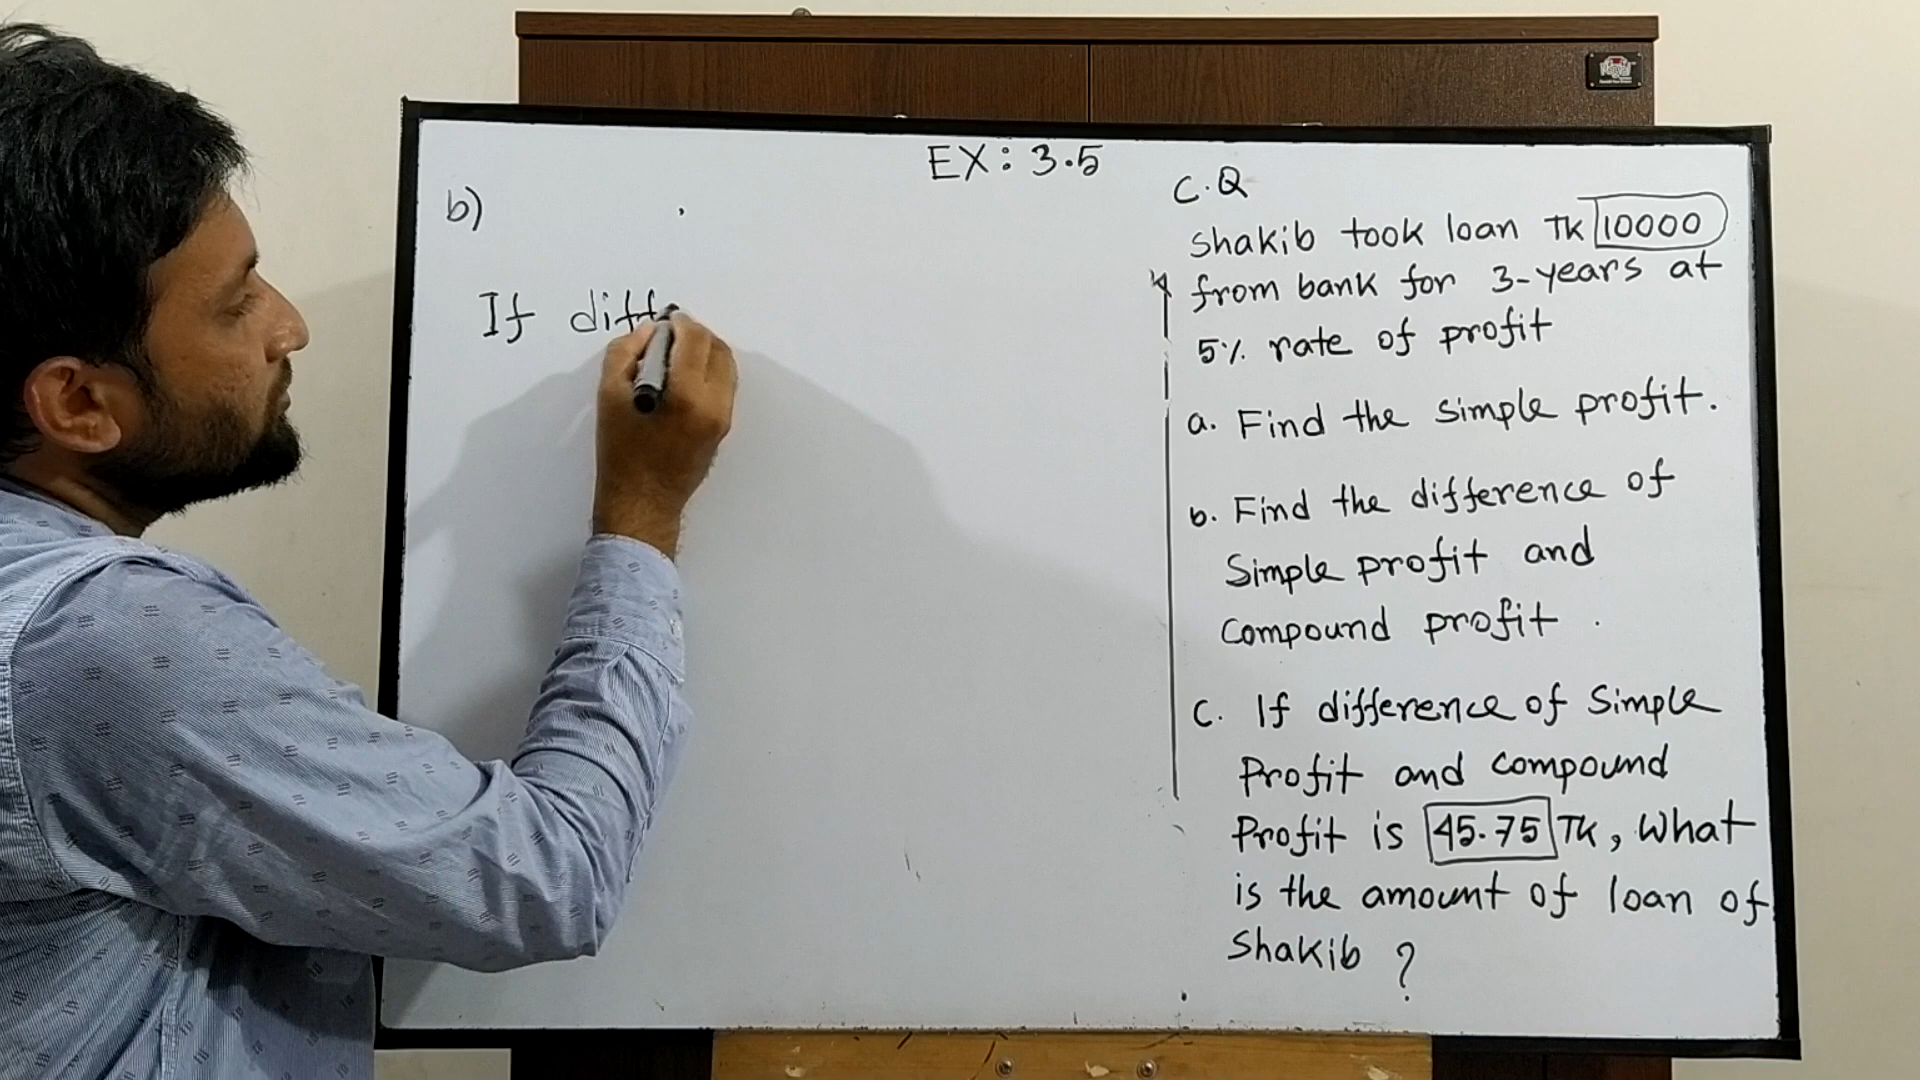 EX: 3.5
b)
If diff
C.Q
Shakib took loan TK 10000
from bank for 3-years at
5% rate of profit
a. Find the simple profit.
b. Find the difference of
Simple profit and
Compound profit.
C. If difference of Simple
Profit and compound
Profit is 45.75 TK, What
is the amount of loan of
Shakib ?